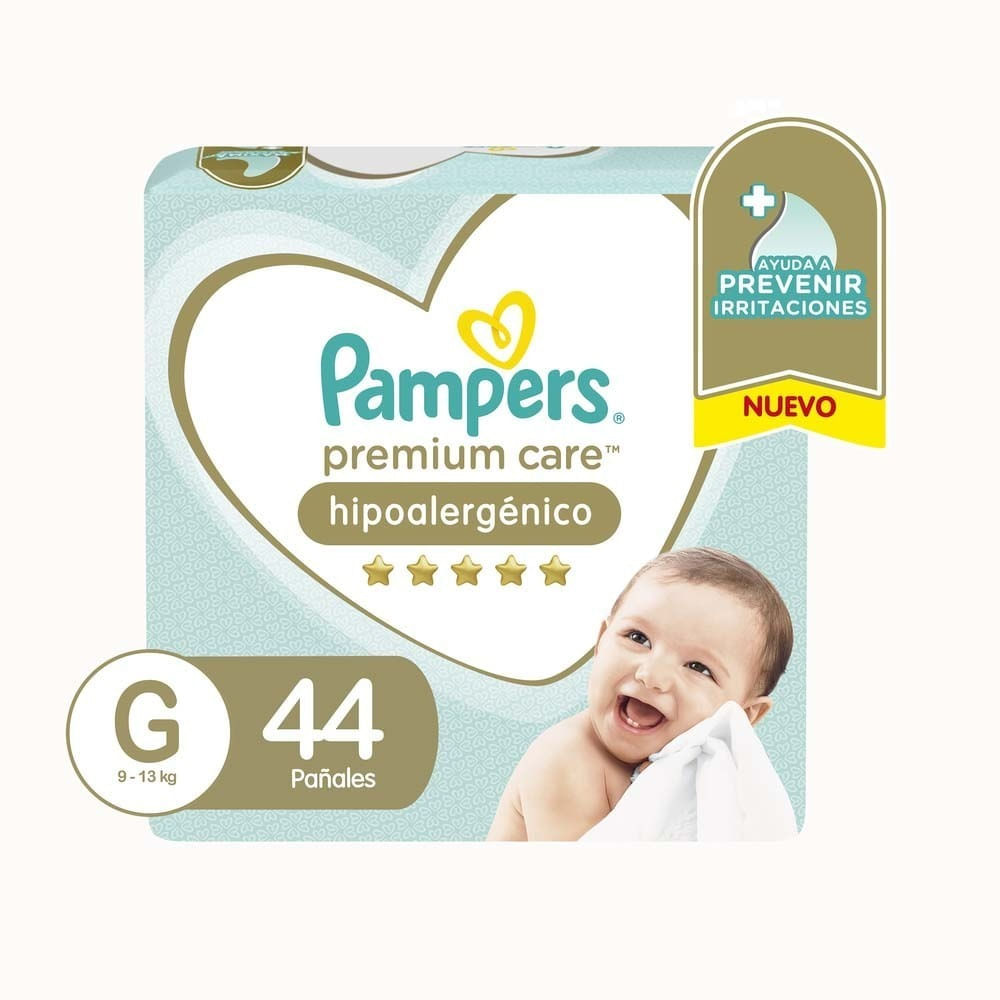 AYUDA A
PREVENIR
IRRITACIONES
NUEVO
Pampers®
premium care™
hipoalergénico
G
9 - 13 kg
44
Pañales